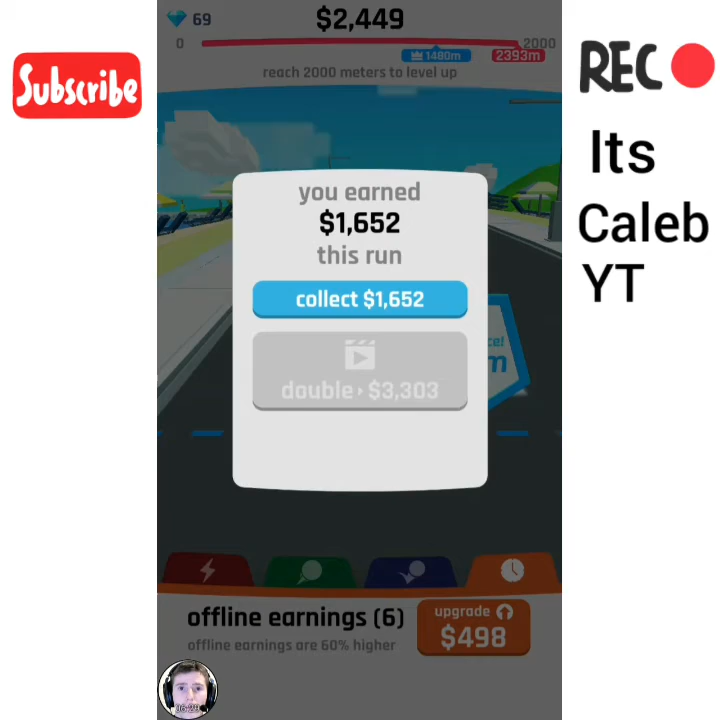 Subscribe
69
$2,449
0
2000
1480m
2393m
reach 2000 meters to level up
REC
Its
Caleb
YT
you earned
$1,652
this run
collect $1,652
double $3,303
ce!
m
offline earnings (6)
offline earnings are 60% higher
upgrade
$498